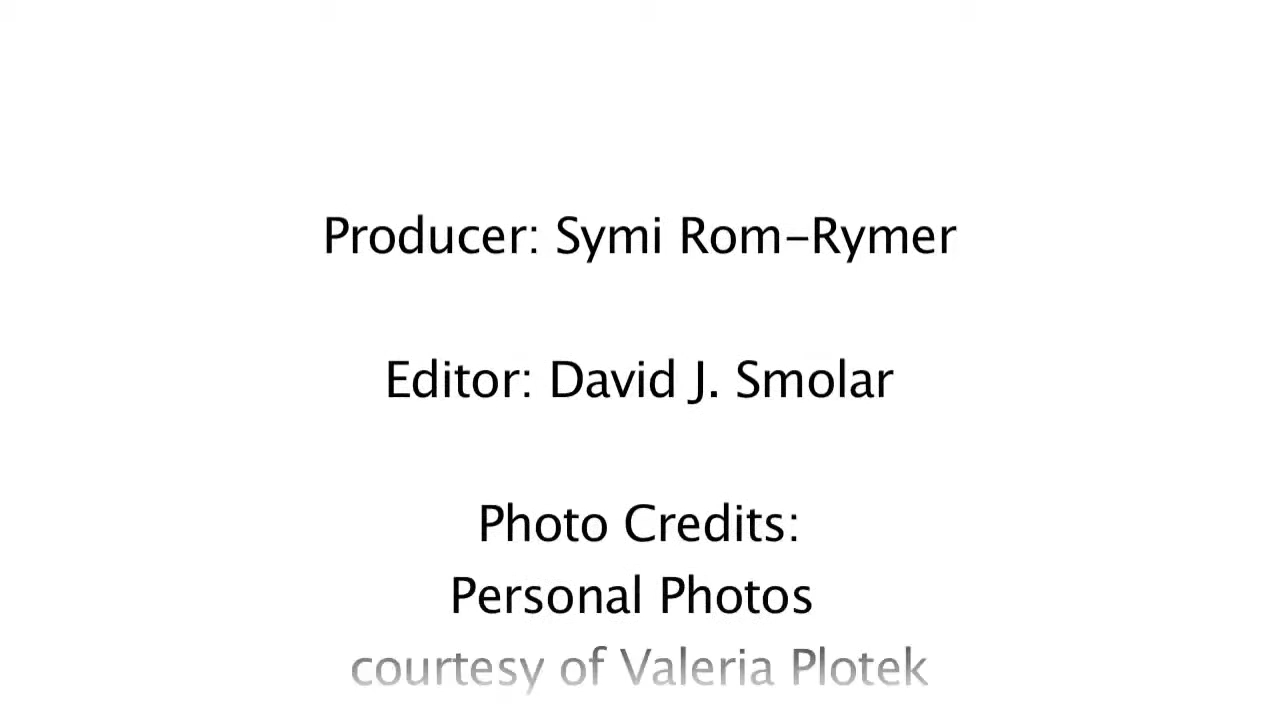 Producer: Symi Rom-Rymer
Editor: David J. Smolar
Photo Credits:
Personal Photos
courtesy of Valeria Plotek